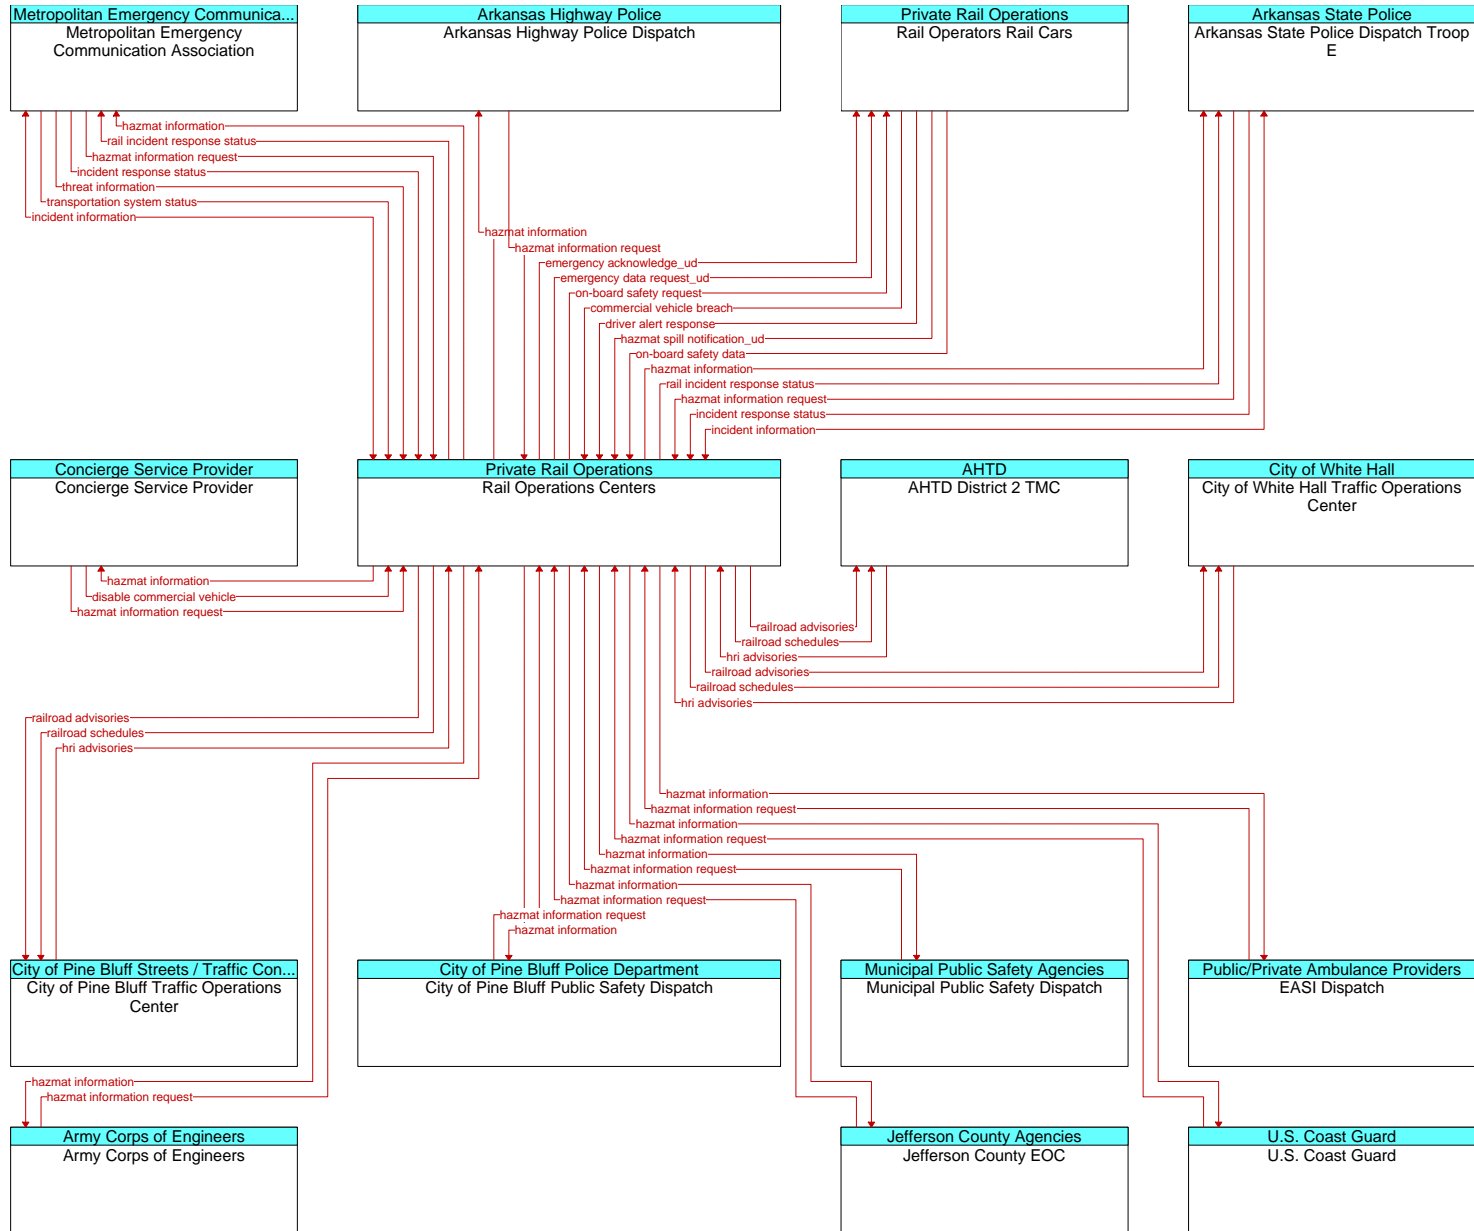 Metropolitan Emergency Communica...
Metropolitan Emergency
Communication Association
Arkansas Highway Police
Arkansas Highway Police Dispatch
Private Rail Operations
Rail Operators Rail Cars
Arkansas State Police
Arkansas State Police Dispatch Troop
E
hazmat information
rail incident response status
hazmat information request
incident response status
threat information
transportation system status
incident information
hazmat information
hazmat information request
emergency acknowledge_ud
emergency data request_ud
on-board safety request
commercial vehicle breach
driver alert response
hazmat spill notification_ud
on-board safety data
hazmat information
rail incident response status
hazmat information request
incident response status
incident information
Concierge Service Provider
Concierge Service Provider
Private Rail Operations
Rail Operations Centers
AHTD
AHTD District 2 TMC
City of White Hall
City of White Hall Traffic Operations
Center
hazmat information
disable commercial vehicle
hazmat information request
railroad advisories
railroad schedules
hri advisories
railroad advisories
railroad schedules
hri advisories
railroad advisories
railroad schedules
hri advisories
hazmat information
hazmat information request
hazmat information
hazmat information request
hazmat information
hazmat information request
hazmat information
hazmat information request
hazmat information request
hazmat information
City of Pine Bluff Streets / Traffic Con...
City of Pine Bluff Traffic Operations
Center
City of Pine Bluff Police Department
City of Pine Bluff Public Safety Dispatch
Municipal Public Safety Agencies
Municipal Public Safety Dispatch
Public/Private Ambulance Providers
EASI Dispatch
hazmat information
hazmat information request
Army Corps of Engineers
Army Corps of Engineers
Jefferson County Agencies
Jefferson County EOC
U.S. Coast Guard
U.S. Coast Guard